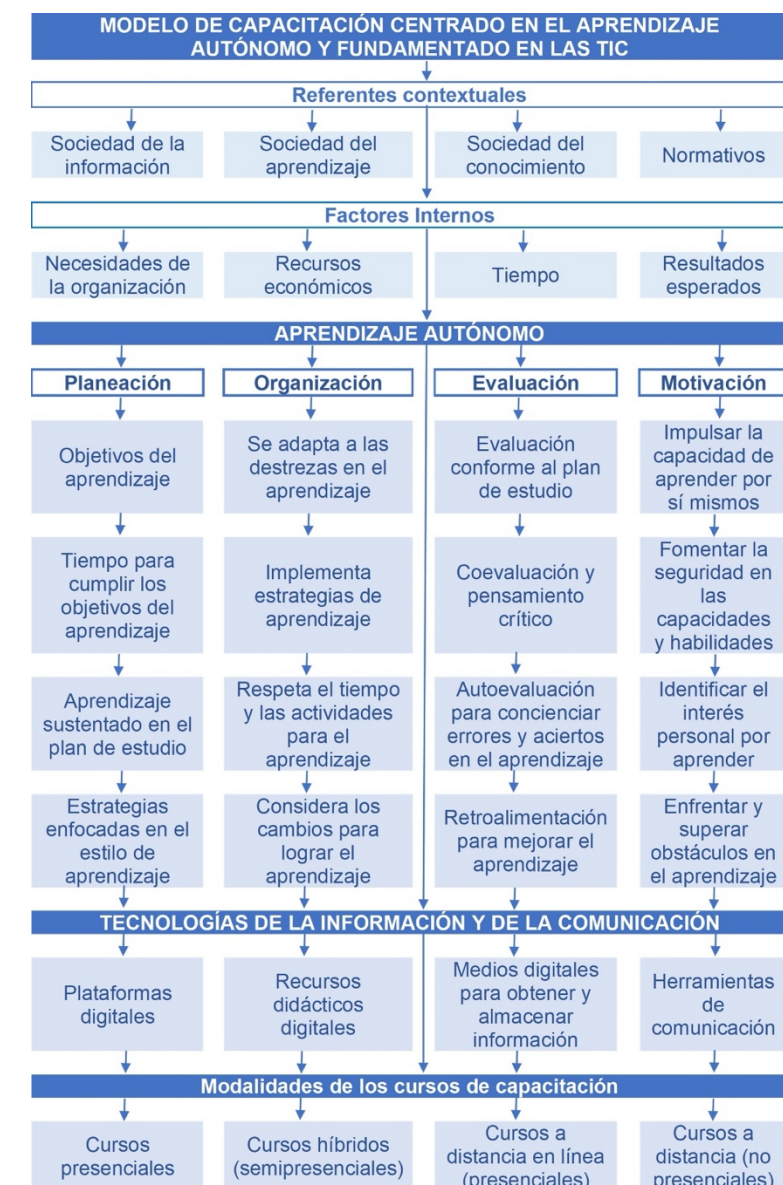 MODELO DE CAPACITACIÓN CENTRADO EN EL APRENDIZAJE
AUTÓNOMO Y FUNDAMENTADO EN LAS TIC
Referentes contextuales
Sociedad de la
información
Sociedad del
aprendizaje
Sociedad del
conocimiento
Normativos
Factores Internos
Necesidades de
la organización
Recursos
económicos
Tiempo
Resultados
esperados
APRENDIZAJE AUTÓNOMO
Planeación
Organización
Evaluación
Motivación
Objetivos del
aprendizaje
Se adapta a las
destrezas en el
aprendizaje
Evaluación
conforme al plan
de estudio
Impulsar la
capacidad de
aprender por
sí mismos
Tiempo para
cumplir los
objetivos del
aprendizaje
Implementa
estrategias de
aprendizaje
Coevaluación y
pensamiento
crítico
Fomentar la
seguridad en
las
capacidades
y habilidades
Aprendizaje
sustentado en el
plan de estudio
Respeta el tiempo
y las actividades
para el
aprendizaje
Autoevaluación
para concienciar
errores y aciertos
en el aprendizaje
Identificar el
interés
personal por
aprender
Estrategias
enfocadas en el
estilo de
aprendizaje
Considera los
cambios para
lograr el
aprendizaje
Retroalimentación
para mejorar el
aprendizaje
Enfrentar y
superar
obstáculos en
el aprendizaje
TECNOLOGÍAS DE LA INFORMACIÓN Y DE LA COMUNICACIÓN
Plataformas
digitales
Recursos
didácticos
digitales
Medios digitales
para obtener y
almacenar
información
Herramientas
de
comunicación
Modalidades de los cursos de capacitación
Cursos
presenciales
Cursos híbridos
(semipresenciales)
Cursos a
distancia en línea
(presenciales)
Cursos a
distancia (no
presenciales)